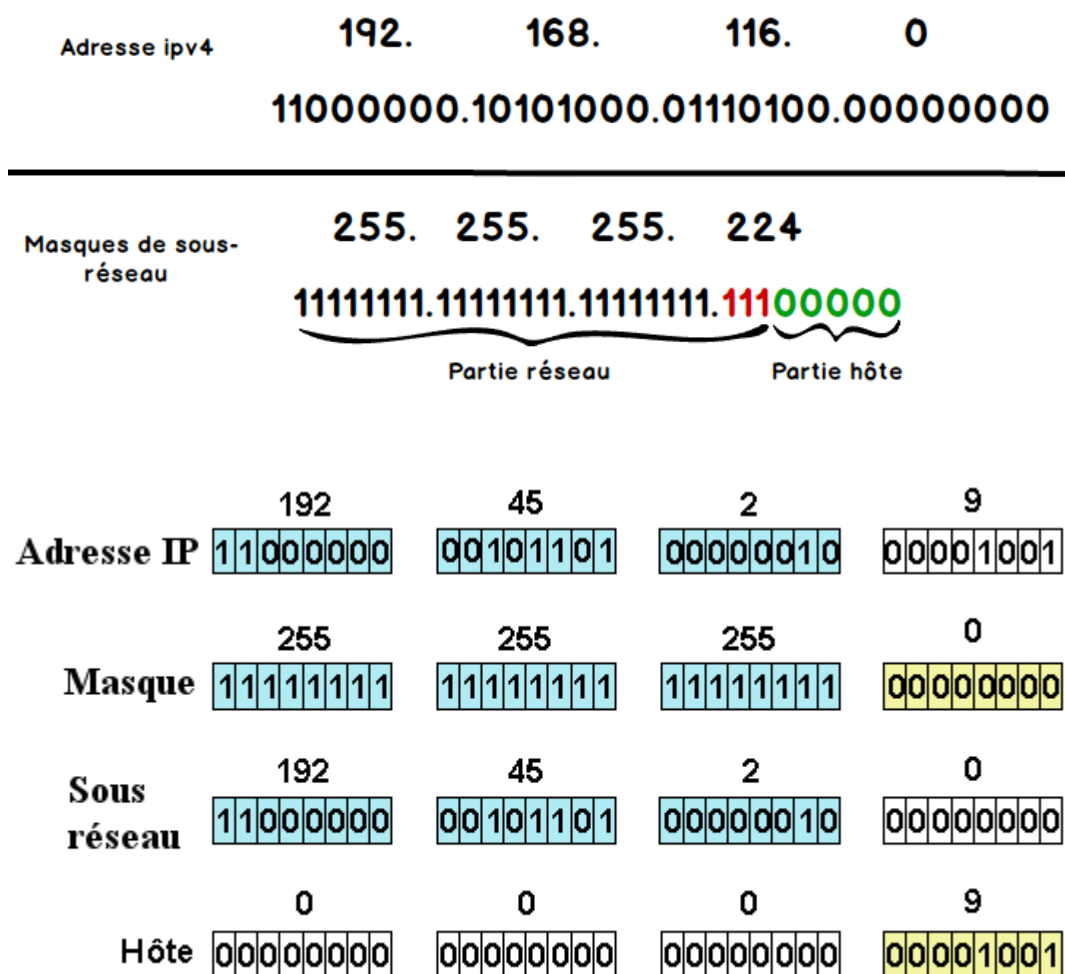 Adresse ipv4 192. 168. 116. 0
11000000.10101000.01110100.00000000
Masques de sous-
réseau
255. 255. 255. 224
11111111.11111111.11111111.11100000
Partie réseau Partie hôte
192 45 2 9
Adresse IP 11000000 00101101 00000010 00001001
255 255 255 0
Masque 11111111 11111111 11111111 00000000
192 45 2 0
Sous
réseau 11000000 00101101 00000010 00000000
0 0 0 9
Hôte 00000000 00000000 00000000 00001001